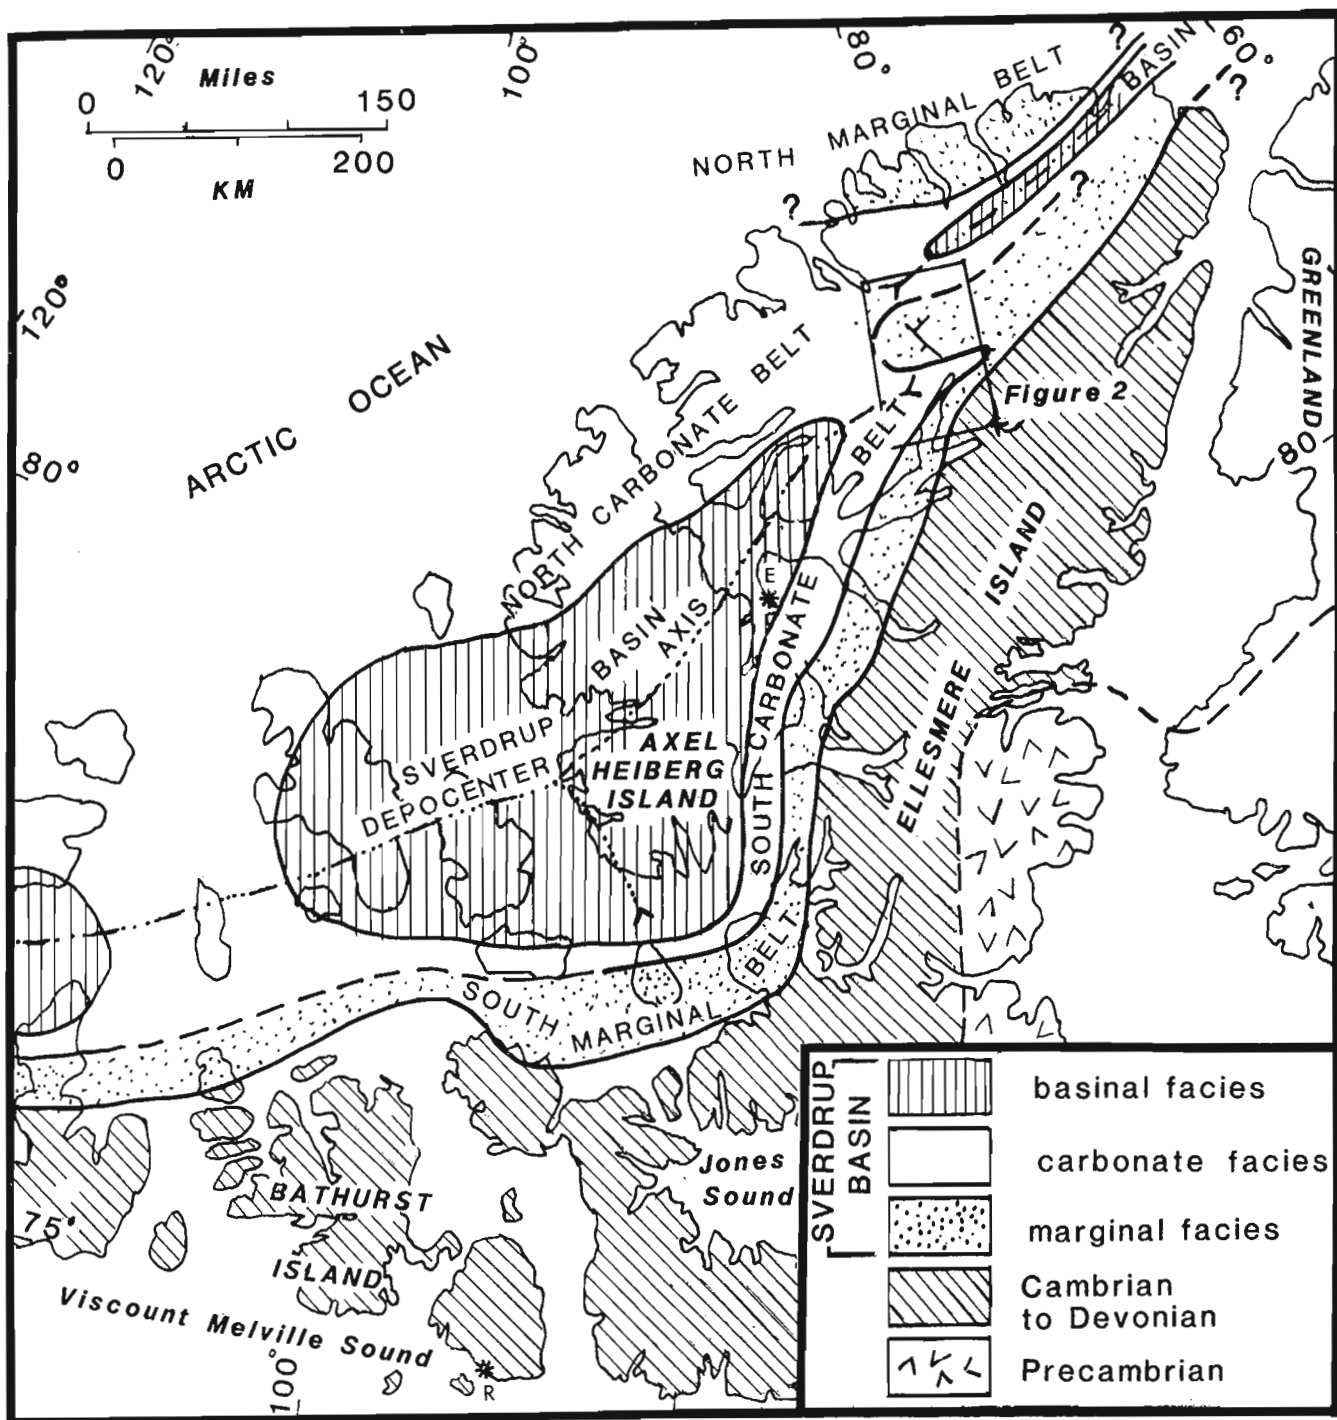 120°
100°
80°
60°
Miles
0 150
0 200
KM
NORTH MARGINAL BELT
BASIN
?
?
?
?
120°
80°
ARCTIC OCEAN
GREENLAND
80
NORTH CARBONATE BELT
BELT
Figure 2
E
SOUTH CARBONATE
BASIN
AXIS
SVERDRUP
DEPOCENTER
AXEL
HEIBERG
ISLAND
ELLESMERE ISLAND
SOUTH MARGINAL BELT
BATHURST
ISLAND
Jones
Sound
75°
Viscount Melville Sound
R
100°
SVERDRUP
BASIN
basinal facies
carbonate facies
marginal facies
Cambrian
to Devonian
Precambrian